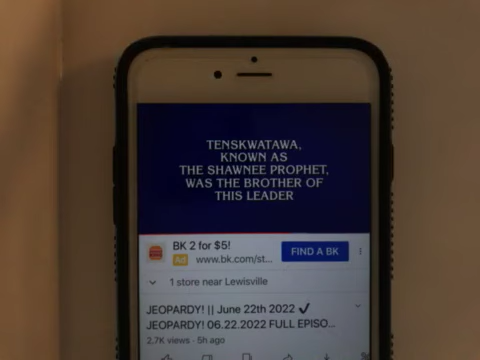 TENSKWATAWA,
KNOWN AS
THE SHAWNEE PROPHET,
WAS THE BROTHER OF
THIS LEADER
BK 2 for $5!
Ad www.bk.com/st...
FIND A BK
1 store near Lewisville
JEOPARDY! || June 22th 2022 ✓
JEOPARDY! 06.22.2022 FULL EPISO...
2.7K views · 5h ago